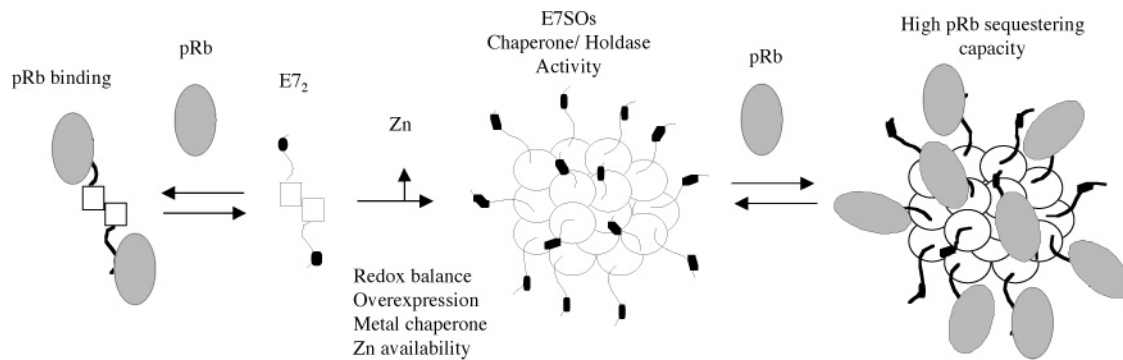 pRb binding
pRb
E7₂
Zn
Redox balance
Overexpression
Metal chaperone
Zn availability
E7SOs
Chaperone/ Holdase
Activity
pRb
High pRb sequestering
capacity